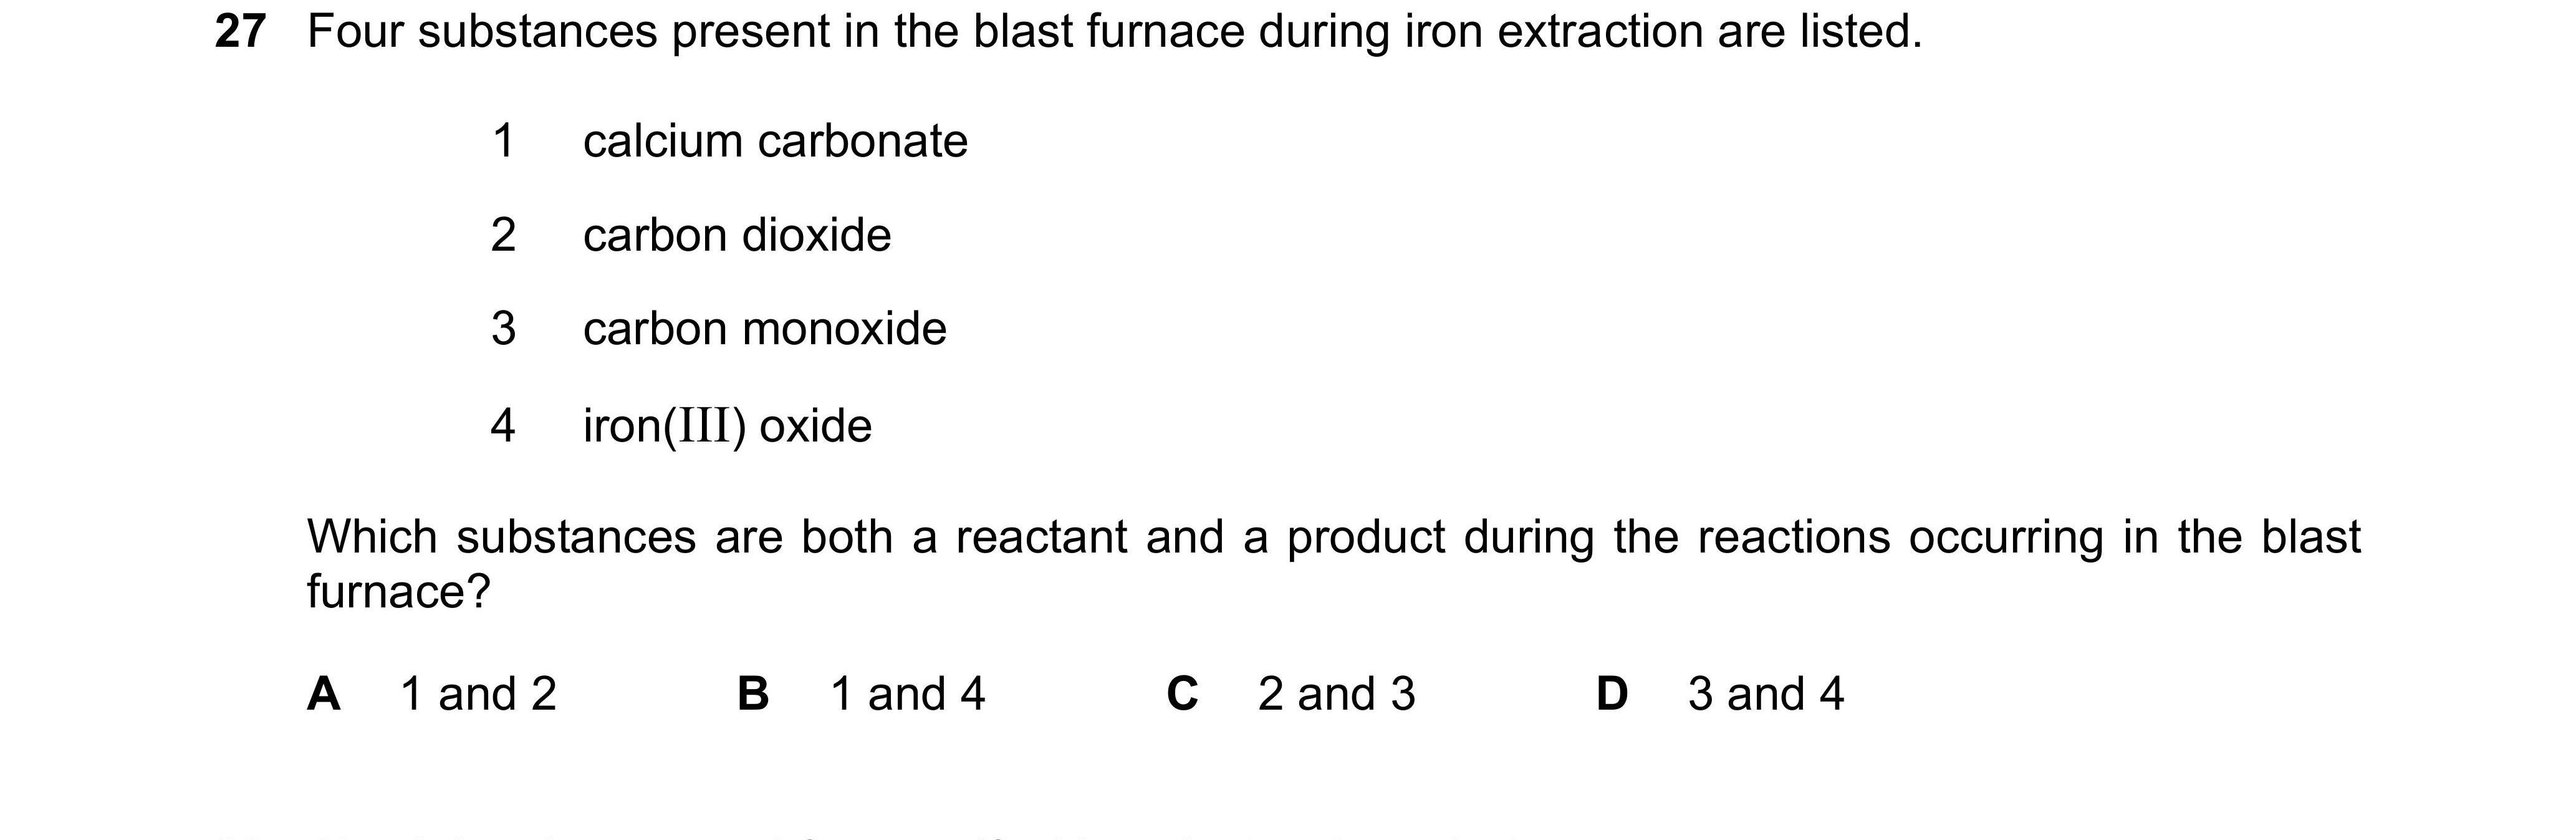 27 Four substances present in the blast furnace during iron extraction are listed.
1 calcium carbonate
2 carbon dioxide
3 carbon monoxide
4 iron(III) oxide
Which substances are both a reactant and a product during the reactions occurring in the blast
furnace?
A 1 and 2 B 1 and 4 C 2 and 3 D 3 and 4